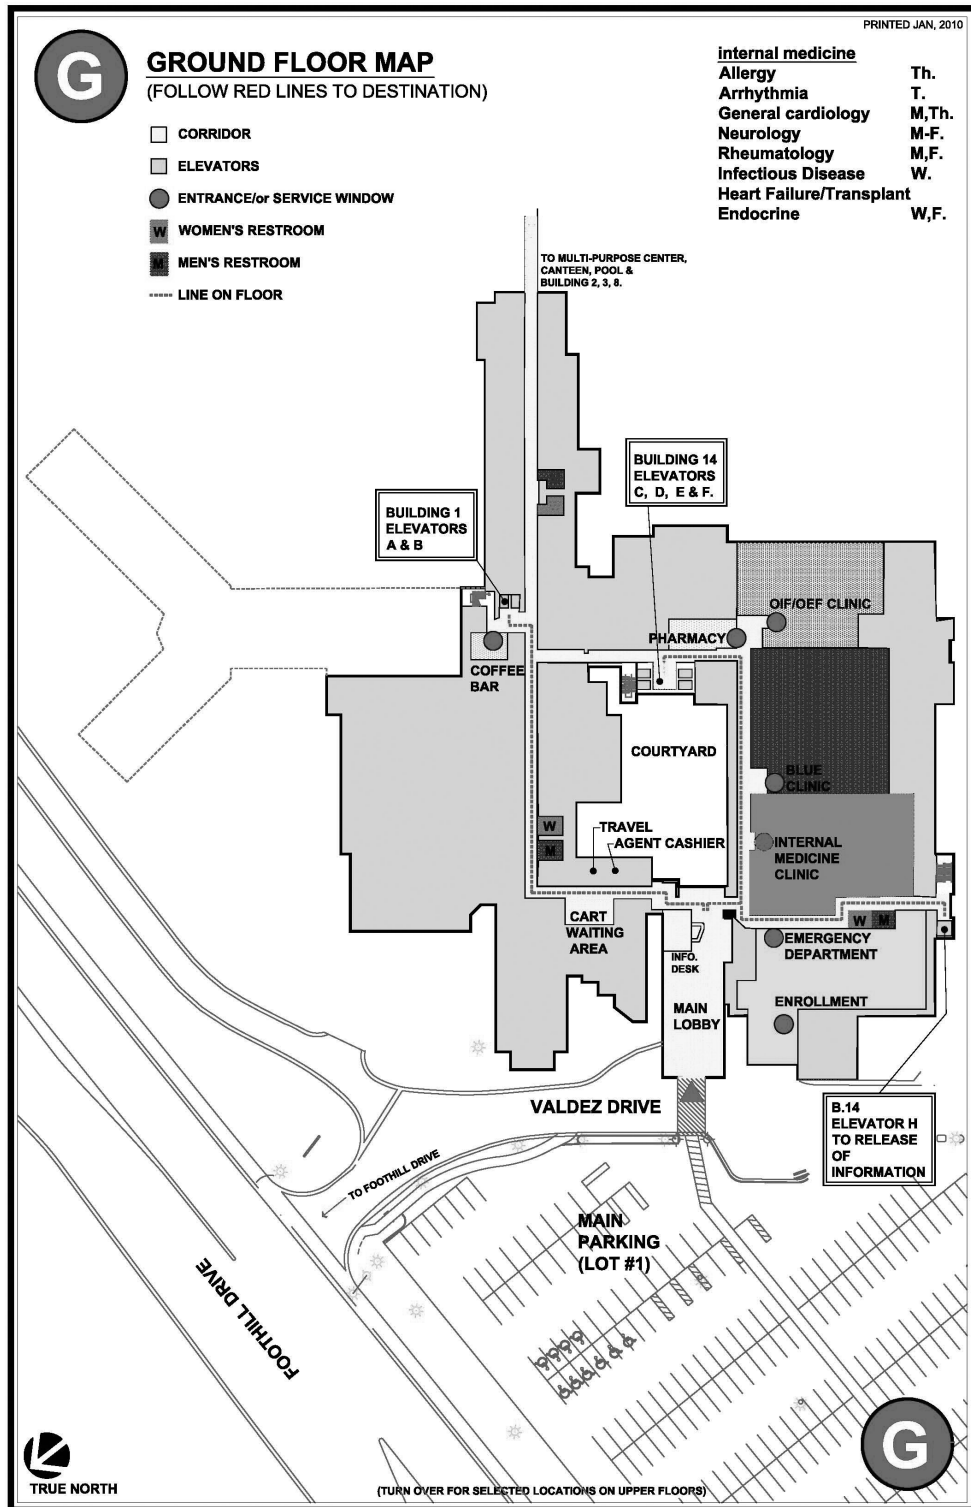 PRINTED JAN, 2010
G
GROUND FLOOR MAP
(FOLLOW RED LINES TO DESTINATION)
CORRIDOR
ELEVATORS
ENTRANCE/or SERVICE WINDOW
W WOMEN'S RESTROOM
M MEN'S RESTROOM
LINE ON FLOOR
internal medicine
Allergy Th.
Arrhythmia T.
General cardiology M,Th.
Neurology M-F.
Rheumatology M,F.
Infectious Disease W.
Heart Failure/Transplant
Endocrine W,F.
TO MULTI-PURPOSE CENTER,
CANTEEN, POOL &
BUILDING 2, 3, 8.
BUILDING 14
ELEVATORS
C, D, E & F.
BUILDING 1
ELEVATORS
A & B
OIF/OEF CLINIC
PHARMACY
COFFEE
BAR
COURTYARD
BLUE
CLINIC
W
M
TRAVEL
AGENT CASHIER
INTERNAL
MEDICINE
CLINIC
CART
WAITING
AREA
W M
EMERGENCY
DEPARTMENT
INFO.
DESK
ENROLLMENT
MAIN
LOBBY
VALDEZ DRIVE
B.14
ELEVATOR H
TO RELEASE
OF
INFORMATION
TO FOOTHILL DRIVE
MAIN
PARKING
(LOT #1)
FOOTHILL DRIVE
G
TRUE NORTH
(TURN OVER FOR SELECTED LOCATIONS ON UPPER FLOORS)